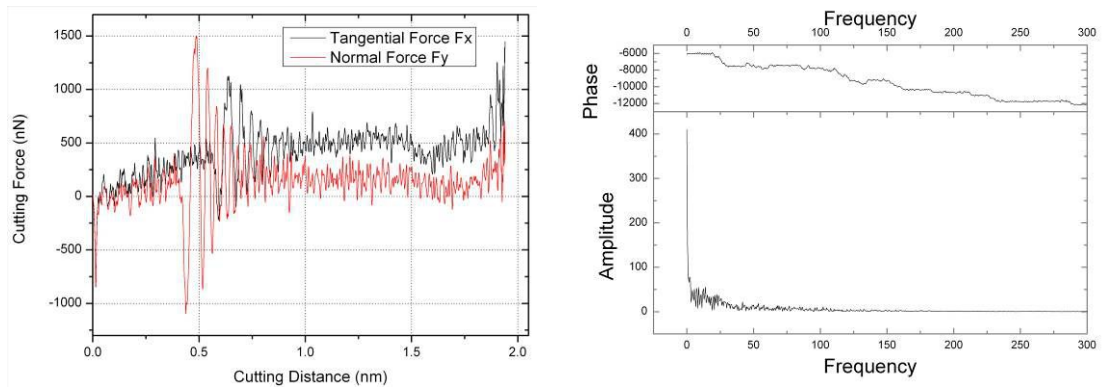 Cutting Force (nN)
1500
1000
500
0
-500
-1000
Tangential Force Fx
Normal Force Fy
0.0 0.5 1.0 1.5 2.0
Cutting Distance (nm)
Frequency
0 50 100 150 200 250 300
Phase
-6000
-8000
-10000
-12000
Amplitude
400
300
200
100
0
0 50 100 150 200 250 300
Frequency